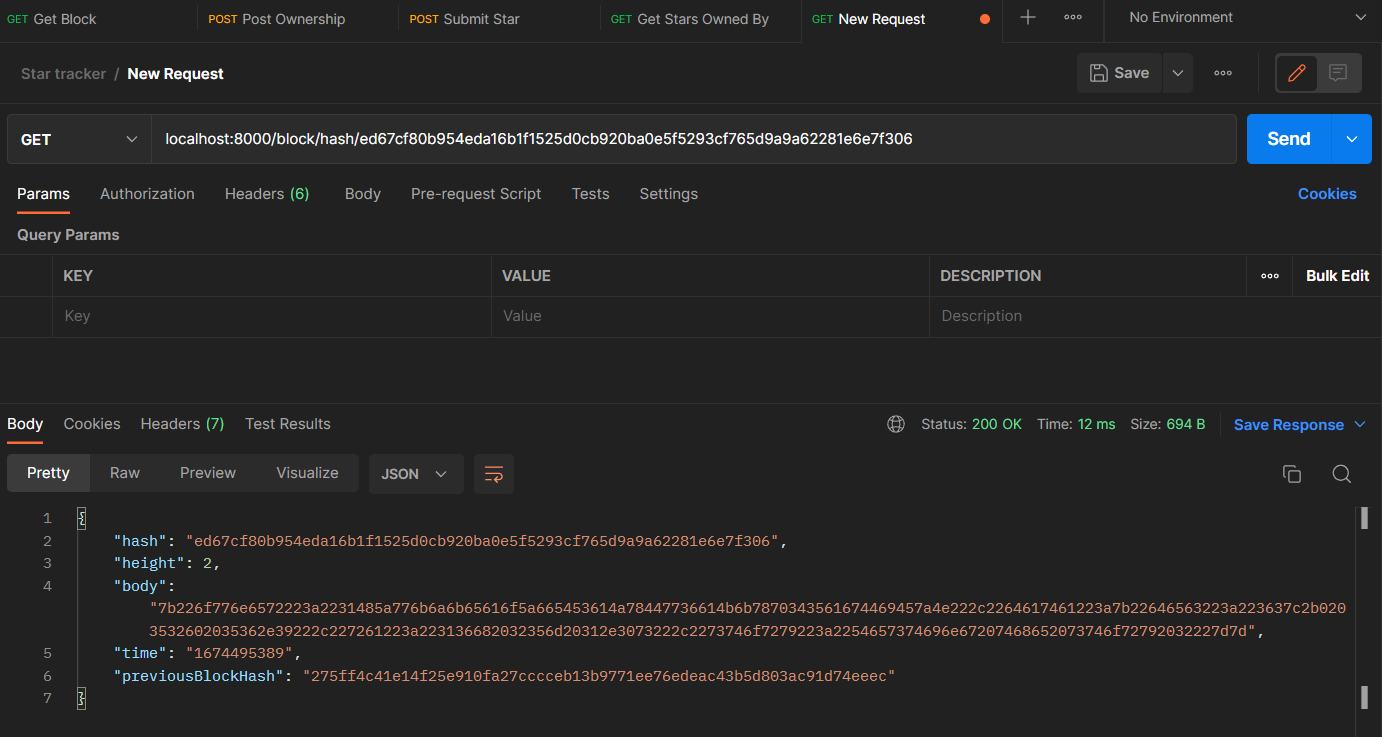 GET Get Block POST Post Ownership POST Submit Star GET Get Stars Owned By GET New Request No Environment
Star tracker / New Request Save
GET localhost:8000/block/hash/ed67cf80b954eda16b1f1525d0cb920ba0e5f5293cf765d9a9a62281e6e7f306 Send
Params Authorization Headers (6) Body Pre-request Script Tests Settings Cookies
Query Params
KEY VALUE DESCRIPTION Bulk Edit
Key Value Description
Body Cookies Headers (7) Test Results Status: 200 OK Time: 12 ms Size: 694 B Save Response
Pretty Raw Preview Visualize JSON
1 {
2 "hash": "ed67cf80b954eda16b1f1525d0cb920ba0e5f5293cf765d9a9a62281e6e7f306",
3 "height": 2,
4 "body":
"7b226f776e6572223a2231485a776b6a6b65616f5a665453614a78447736614b6b7870343561674469457a4e222c2264617461223a7b22646563223a223637c2b020
3532602035362e39222c227261223a223136682032356d20312e3073222c2273746f7279223a2254657374696e67207468652073746f72792032227d7d",
5 "time": "1674495389",
6 "previousBlockHash": "275ff4c41e14f25e910fa27cccceb13b9771ee76edeac43b5d803ac91d74eeec"
7 }